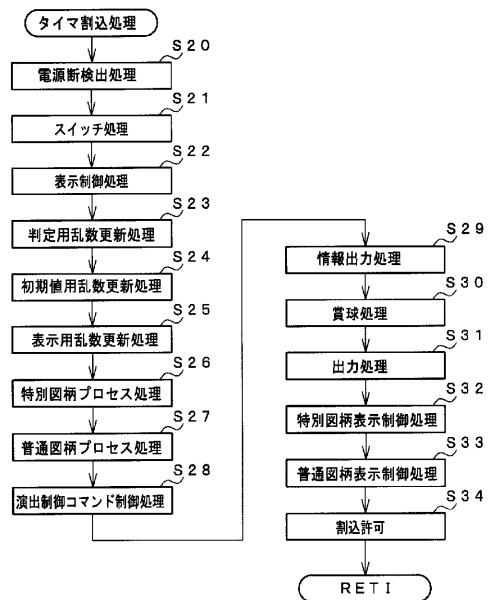 タイマ割込処理
S20
電源断検出処理
S21
スイッチ処理
S22
表示制御処理
S23
判定用乱数更新処理
S24
初期値用乱数更新処理
S25
表示用乱数更新処理
S26
特別図柄プロセス処理
S27
普通図柄プロセス処理
S28
演出制御コマンド制御処理
S29
情報出力処理
S30
賞球処理
S31
出力処理
S32
特別図柄表示制御処理
S33
普通図柄表示制御処理
S34
割込許可
RETI